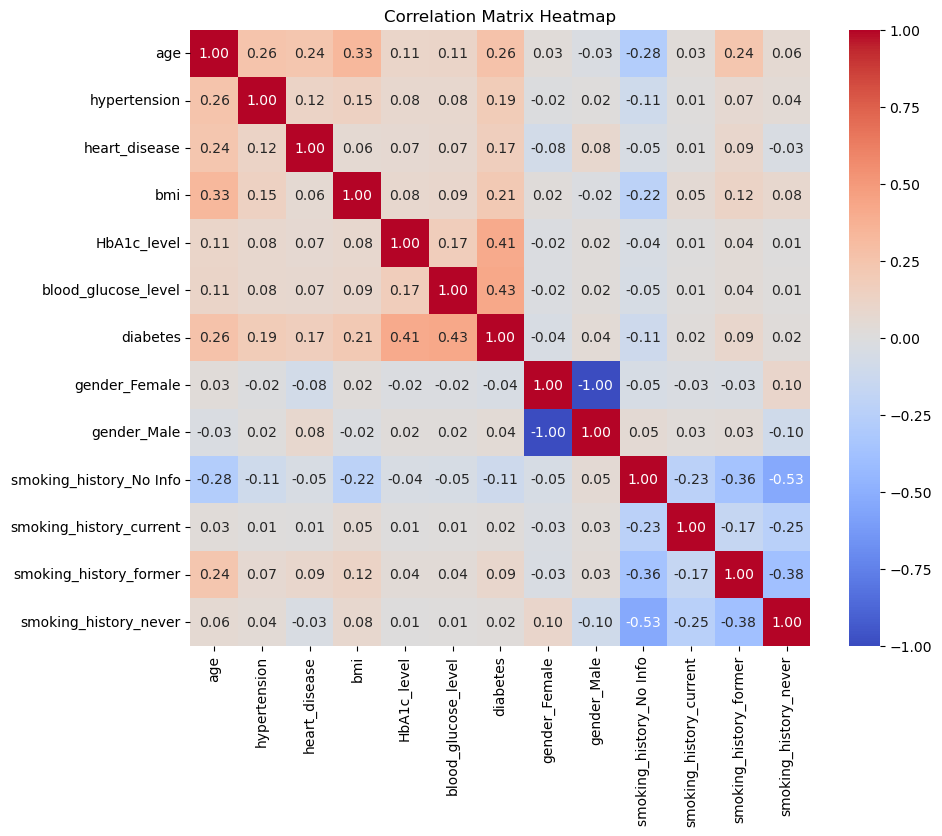 Correlation Matrix Heatmap
age 1.00 0.26 0.24 0.33 0.11 0.11 0.26 0.03 -0.03 -0.28 0.03 0.24 0.06
hypertension 0.26 1.00 0.12 0.15 0.08 0.08 0.19 -0.02 0.02 -0.11 0.01 0.07 0.04
heart_disease 0.24 0.12 1.00 0.06 0.07 0.07 0.17 -0.08 0.08 -0.05 0.01 0.09 -0.03
bmi 0.33 0.15 0.06 1.00 0.08 0.09 0.21 0.02 -0.02 -0.22 0.05 0.12 0.08
HbA1c_level 0.11 0.08 0.07 0.08 1.00 0.17 0.41 -0.02 0.02 -0.04 0.01 0.04 0.01
blood_glucose_level 0.11 0.08 0.07 0.09 0.17 1.00 0.43 -0.02 0.02 -0.05 0.01 0.04 0.01
diabetes 0.26 0.19 0.17 0.21 0.41 0.43 1.00 -0.04 0.04 -0.11 0.02 0.09 0.02
gender_Female 0.03 -0.02 -0.08 0.02 -0.02 -0.02 -0.04 1.00 -1.00 -0.05 -0.03 -0.03 0.10
gender_Male -0.03 0.02 0.08 -0.02 0.02 0.02 0.04 -1.00 1.00 0.05 0.03 0.03 -0.10
smoking_history_No Info -0.28 -0.11 -0.05 -0.22 -0.04 -0.05 -0.11 -0.05 0.05 1.00 -0.23 -0.36 -0.53
smoking_history_current 0.03 0.01 0.01 0.05 0.01 0.01 0.02 -0.03 0.03 -0.23 1.00 -0.17 -0.25
smoking_history_former 0.24 0.07 0.09 0.12 0.04 0.04 0.09 -0.03 0.03 -0.36 -0.17 1.00 -0.38
smoking_history_never 0.06 0.04 -0.03 0.08 0.01 0.01 0.02 0.10 -0.10 -0.53 -0.25 -0.38 1.00
age
hypertension
heart_disease
bmi
HbA1c_level
blood_glucose_level
diabetes
gender_Female
gender_Male
smoking_history_No Info
smoking_history_current
smoking_history_former
smoking_history_never
1.00
0.75
0.50
0.25
0.00
−0.25
−0.50
−0.75
−1.00